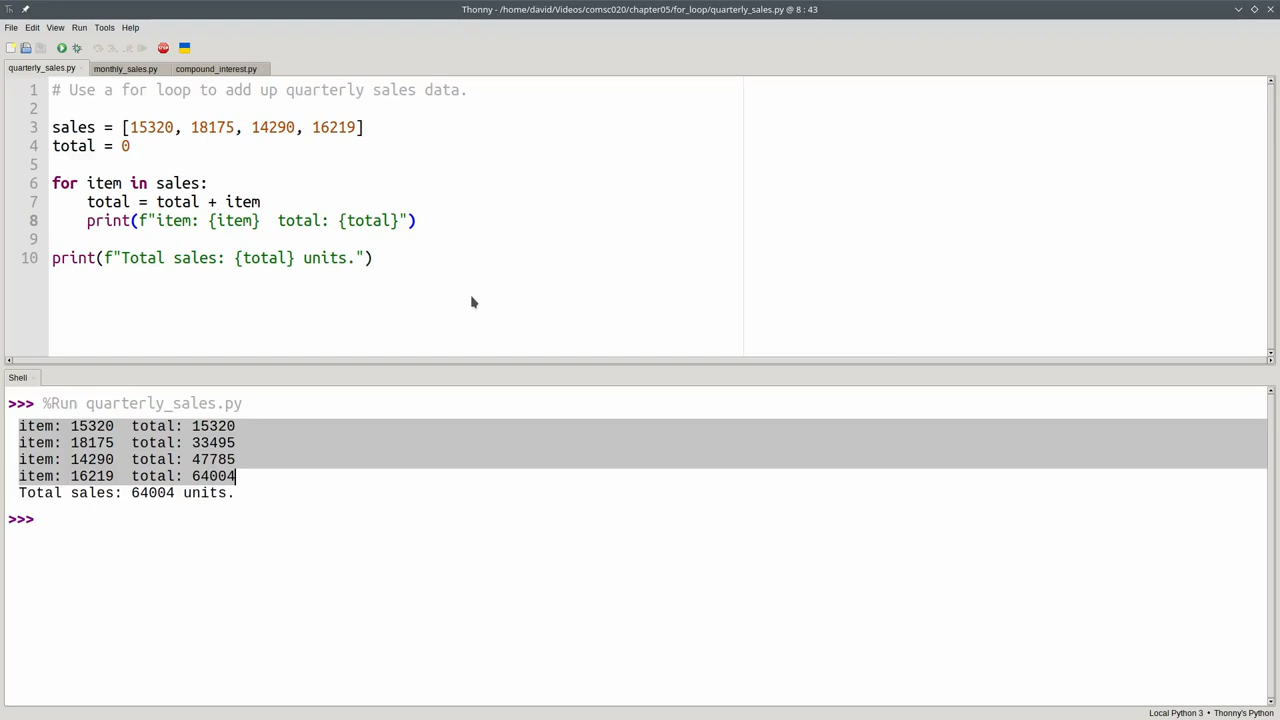 Thonny - /home/david/Videos/comsc020/chapter05/for_loop/quarterly_sales.py @ 8 : 43
File Edit View Run Tools Help
quarterly_sales.py monthly_sales.py compound_interest.py
1 # Use a for loop to add up quarterly sales data.
2
3 sales = [15320, 18175, 14290, 16219]
4 total = 0
5
6 for item in sales:
7     total = total + item
8     print(f"item: {item}  total: {total}")
9
10 print(f"Total sales: {total} units.")
Shell
>>> %Run quarterly_sales.py
item: 15320  total: 15320
item: 18175  total: 33495
item: 14290  total: 47785
item: 16219  total: 64004
Total sales: 64004 units.
>>>
Local Python 3 • Thonny's Python